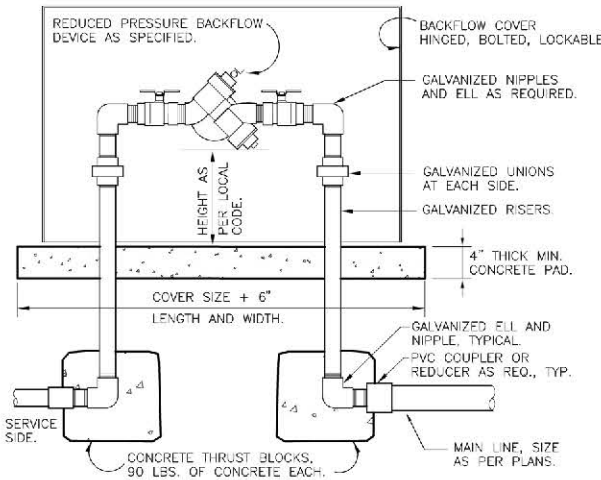 REDUCED PRESSURE BACKFLOW
DEVICE AS SPECIFIED.
BACKFLOW COVER
HINGED, BOLTED, LOCKABLE
GALVANIZED NIPPLES
AND ELL AS REQUIRED.
HEIGHT AS
PER LOCAL
CODE.
GALVANIZED UNIONS
AT EACH SIDE.
GALVANIZED RISERS.
4" THICK MIN.
CONCRETE PAD.
COVER SIZE + 6"
LENGTH AND WIDTH.
GALVANIZED ELL AND
NIPPLE, TYPICAL.
PVC COUPLER OR
REDUCER AS REQ., TYP.
SERVICE
SIDE.
CONCRETE THRUST BLOCKS,
90 LBS. OF CONCRETE EACH.
MAIN LINE, SIZE
AS PER PLANS.